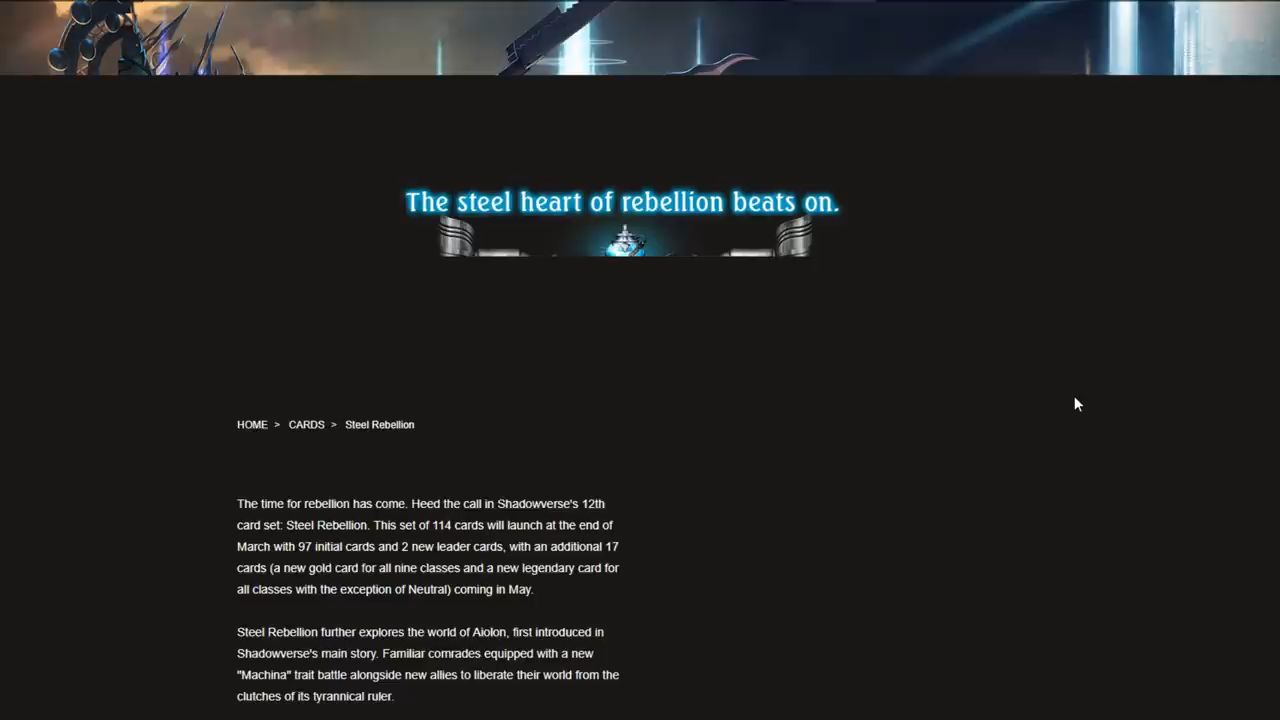 The steel heart of rebellion beats on.
HOME > CARDS > Steel Rebellion
The time for rebellion has come. Heed the call in Shadowverse's 12th
card set: Steel Rebellion. This set of 114 cards will launch at the end of
March with 97 initial cards and 2 new leader cards, with an additional 17
cards (a new gold card for all nine classes and a new legendary card for
all classes with the exception of Neutral) coming in May.
Steel Rebellion further explores the world of Aiolon, first introduced in
Shadowverse's main story. Familiar comrades equipped with a new
"Machina" trait battle alongside new allies to liberate their world from the
clutches of its tyrannical ruler.